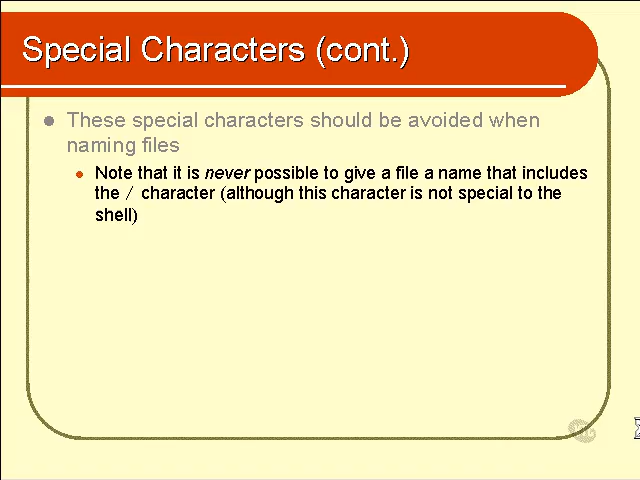 Special Characters (cont.)
These special characters should be avoided when
naming files
Note that it is never possible to give a file a name that includes
the / character (although this character is not special to the
shell)